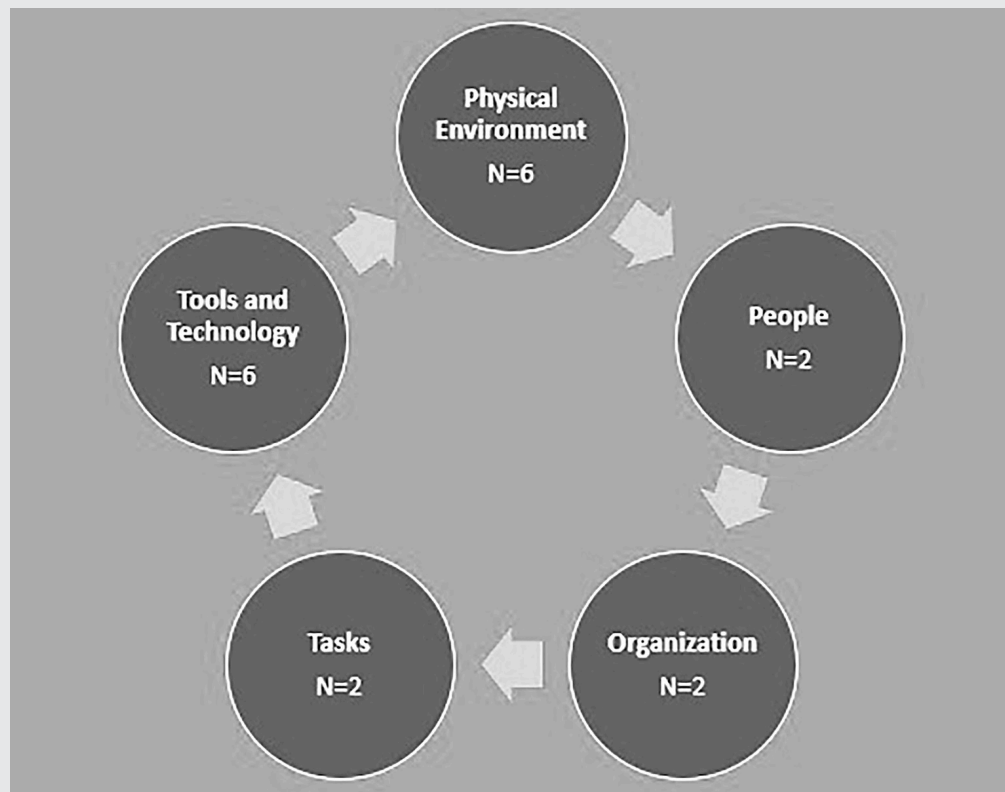 Physical
Environment
N=6
People
N=2
Organization
N=2
Tasks
N=2
Tools and
Technology
N=6